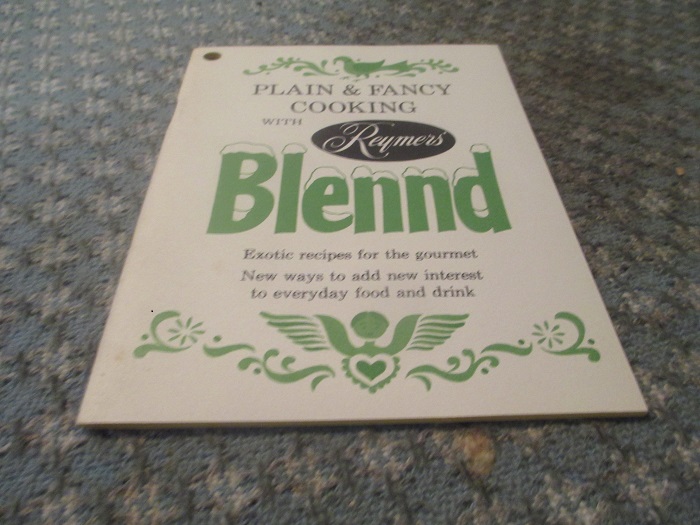 PLAIN & FANCY
COOKING
WITH Reymers'
Blennd
Exotic recipes for the gourmet
New ways to add new interest
to everyday food and drink